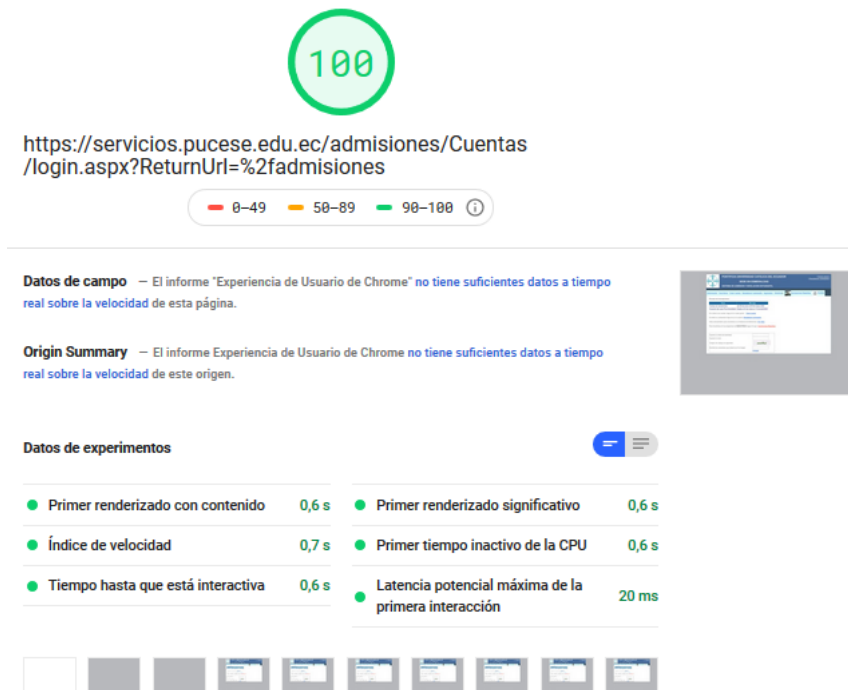 100
https://servicios.pucese.edu.ec/admisiones/Cuentas
/login.aspx?ReturnUrl=%2fadmisiones
0–49 50–89 90–100
Datos de campo — El informe "Experiencia de Usuario de Chrome" no tiene suficientes datos a tiempo
real sobre la velocidad de esta página.
Origin Summary — El informe Experiencia de Usuario de Chrome no tiene suficientes datos a tiempo
real sobre la velocidad de este origen.
Datos de experimentos
Primer renderizado con contenido 0,6 s
Primer renderizado significativo 0,6 s
Índice de velocidad 0,7 s
Primer tiempo inactivo de la CPU 0,6 s
Tiempo hasta que está interactiva 0,6 s
Latencia potencial máxima de la
primera interacción 20 ms